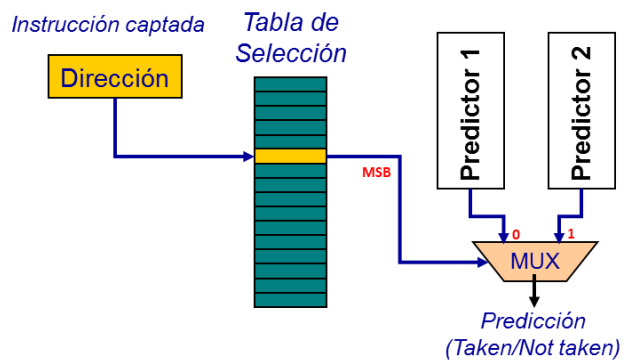 Instrucción captada
Dirección
Tabla de
Selección
MSB
Predictor 1
Predictor 2
0
1
MUX
Predicción
(Taken/Not taken)